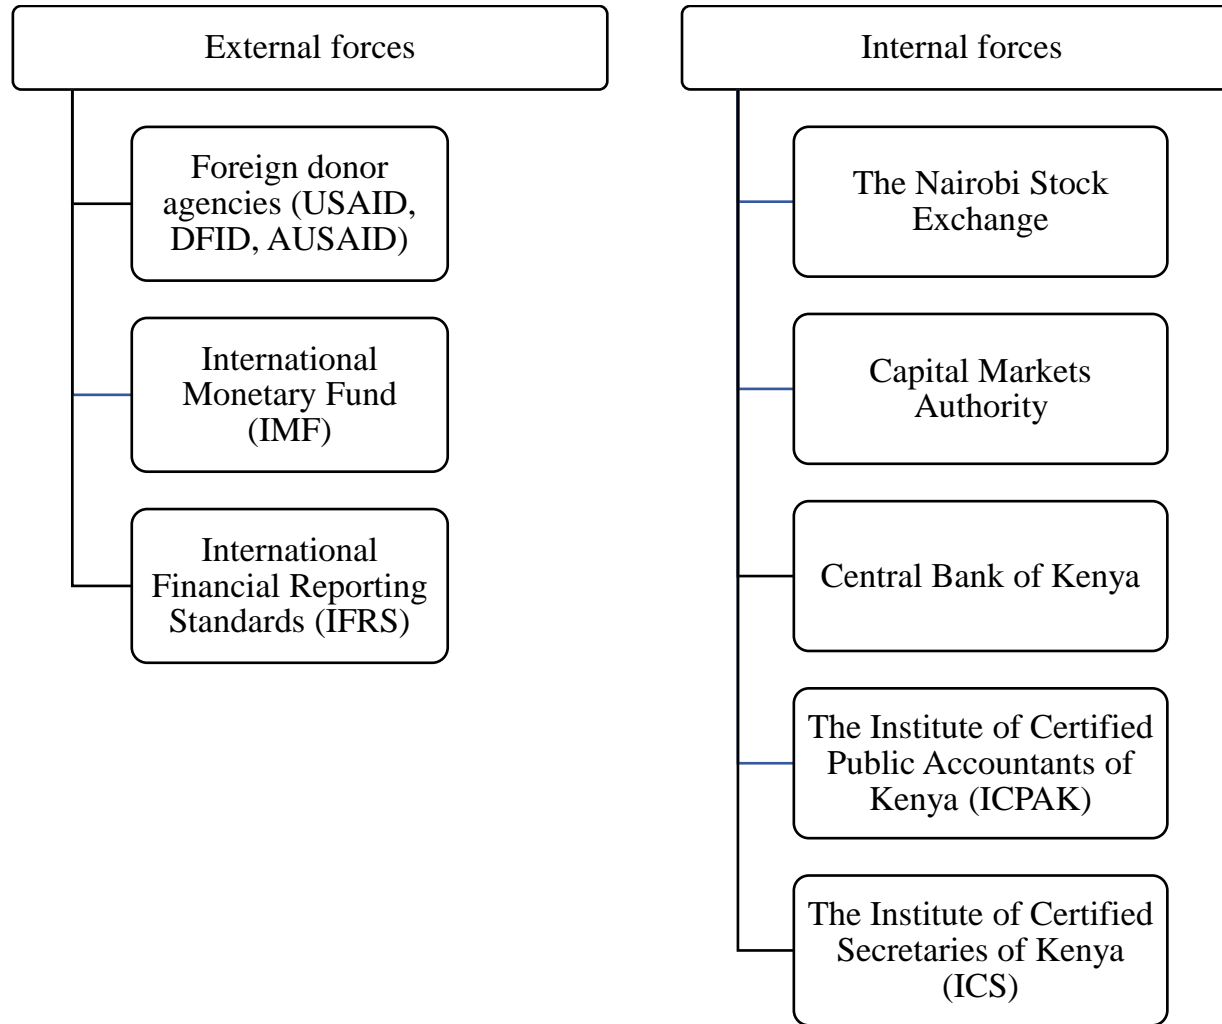 External forces
Foreign donor
agencies (USAID,
DFID, AUSAID)
International
Monetary Fund
(IMF)
International
Financial Reporting
Standards (IFRS)
Internal forces
The Nairobi Stock
Exchange
Capital Markets
Authority
Central Bank of Kenya
The Institute of Certified
Public Accountants of
Kenya (ICPAK)
The Institute of Certified
Secretaries of Kenya
(ICS)